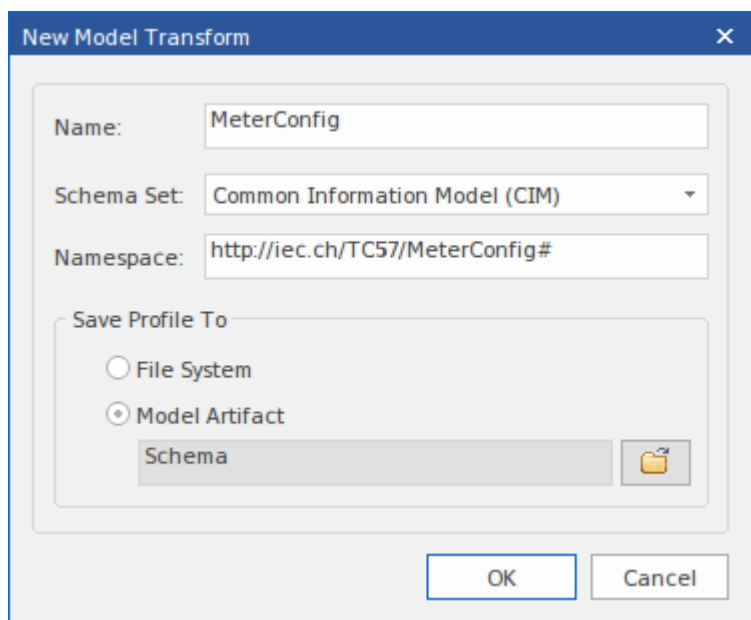 New Model Transform
Name: MeterConfig
Schema Set: Common Information Model (CIM)
Namespace: http://iec.ch/TC57/MeterConfig#
Save Profile To
File System
Model Artifact
Schema
OK Cancel